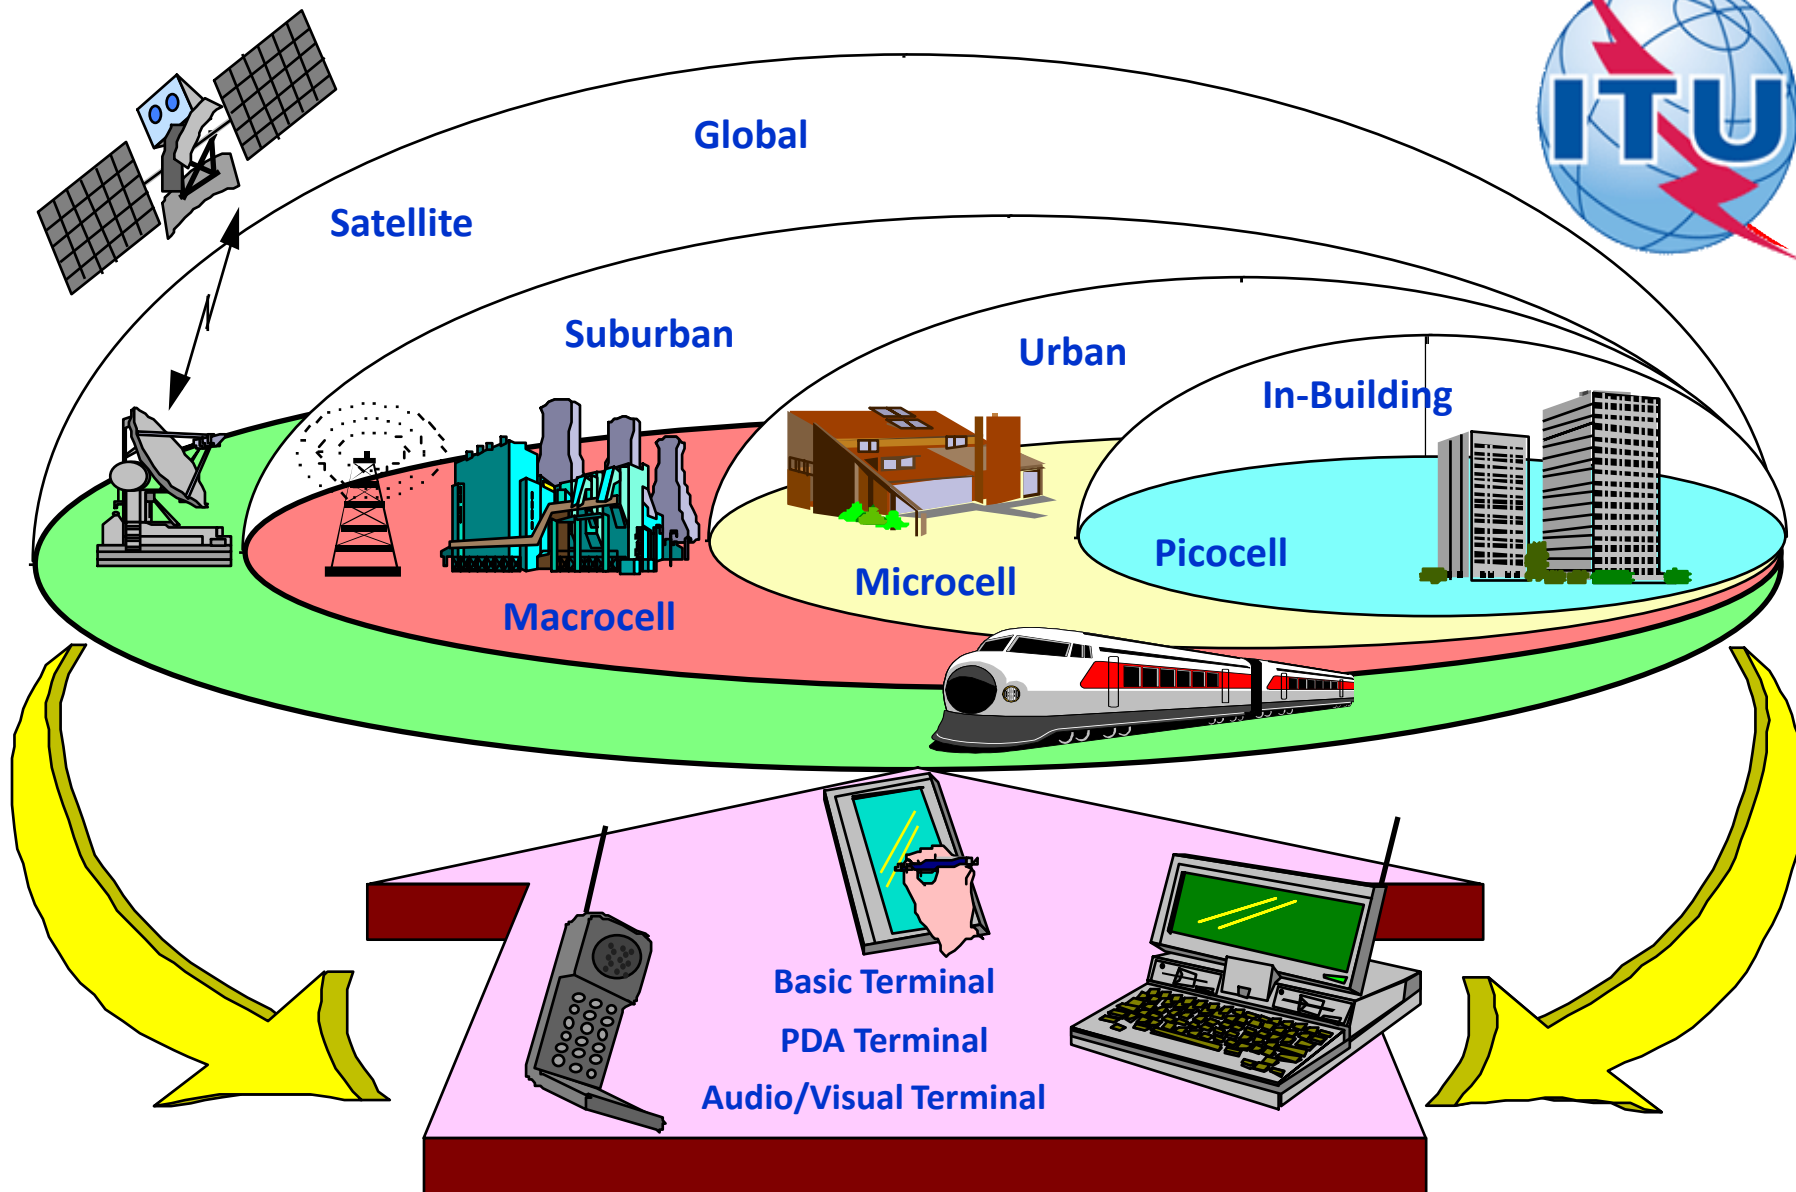 ITU
Global
Satellite
Suburban
Urban
In-Building
Picocell
Microcell
Macrocell
Basic Terminal
PDA Terminal
Audio/Visual Terminal